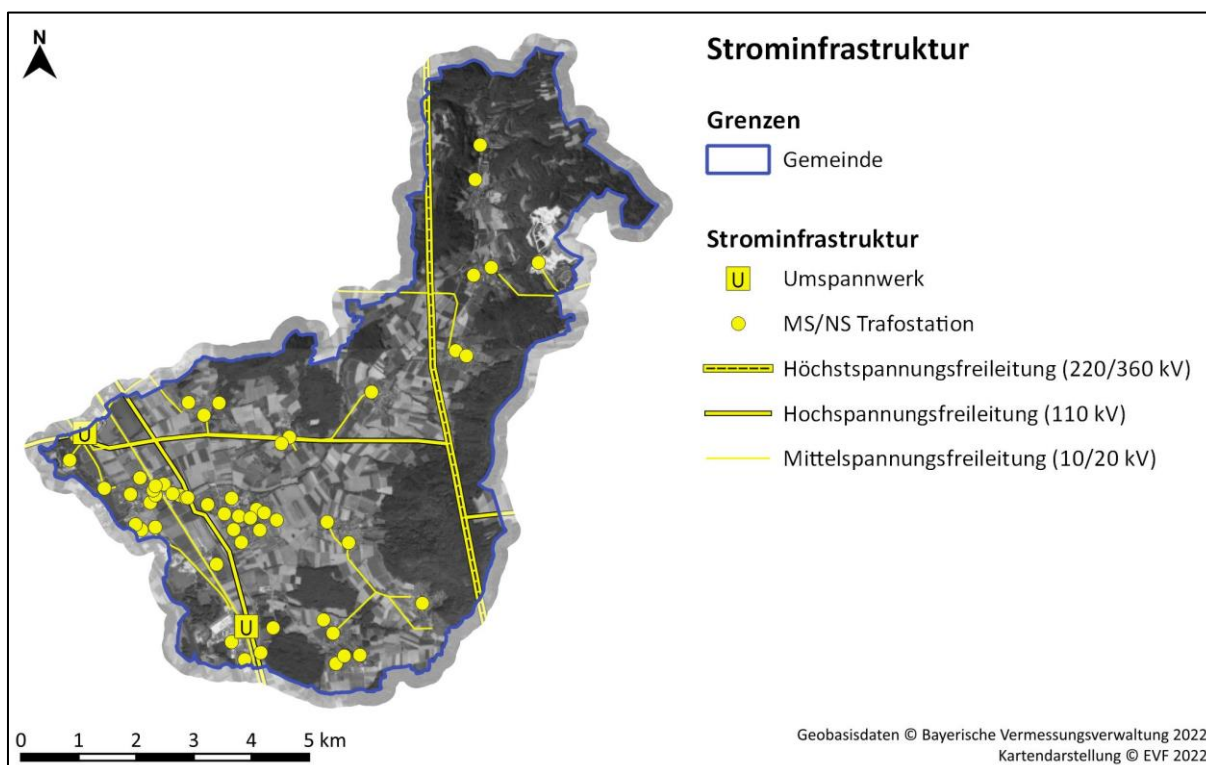 N
Strominfrastruktur
Grenzen
Gemeinde
Strominfrastruktur
U Umspannwerk
MS/NS Trafostation
Höchstspannungsfreileitung (220/360 kV)
Hochspannungsfreileitung (110 kV)
Mittelspannungsfreileitung (10/20 kV)
U
U
0 1 2 3 4 5 km
Geobasisdaten © Bayerische Vermessungsverwaltung 2022
Kartendarstellung © EVF 2022